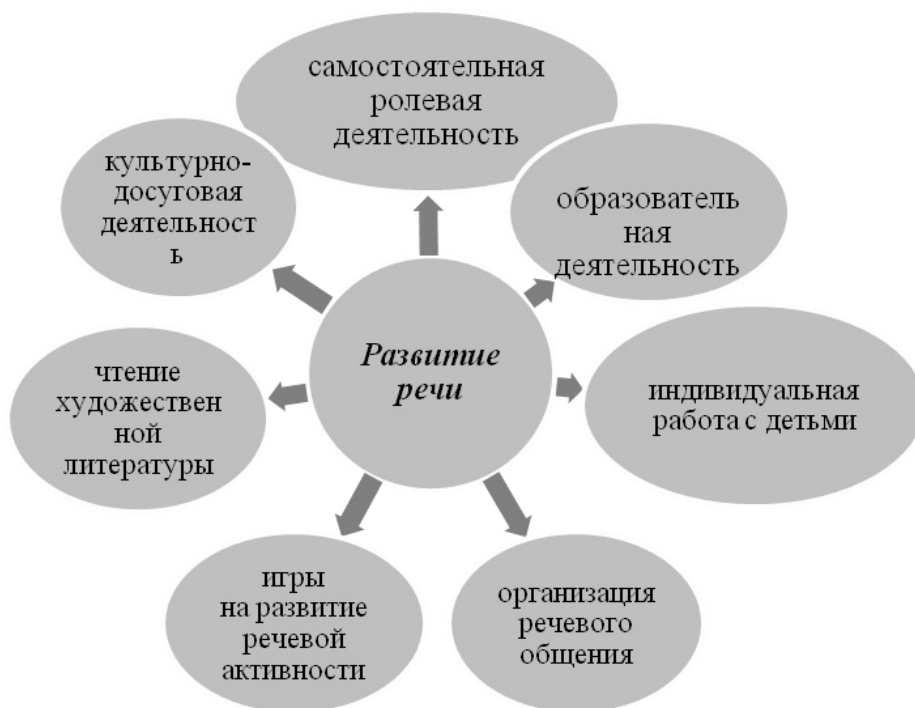 самостоятельная
ролевая
деятельность
культурно-
досуговая
деятельност
ь
образователь
ная
деятельность
Развитие
речи
чтение
художествен
ной
литературы
индивидуальная
работа с детьми
игры
на развитие
речевой
активности
организация
речевого
общения